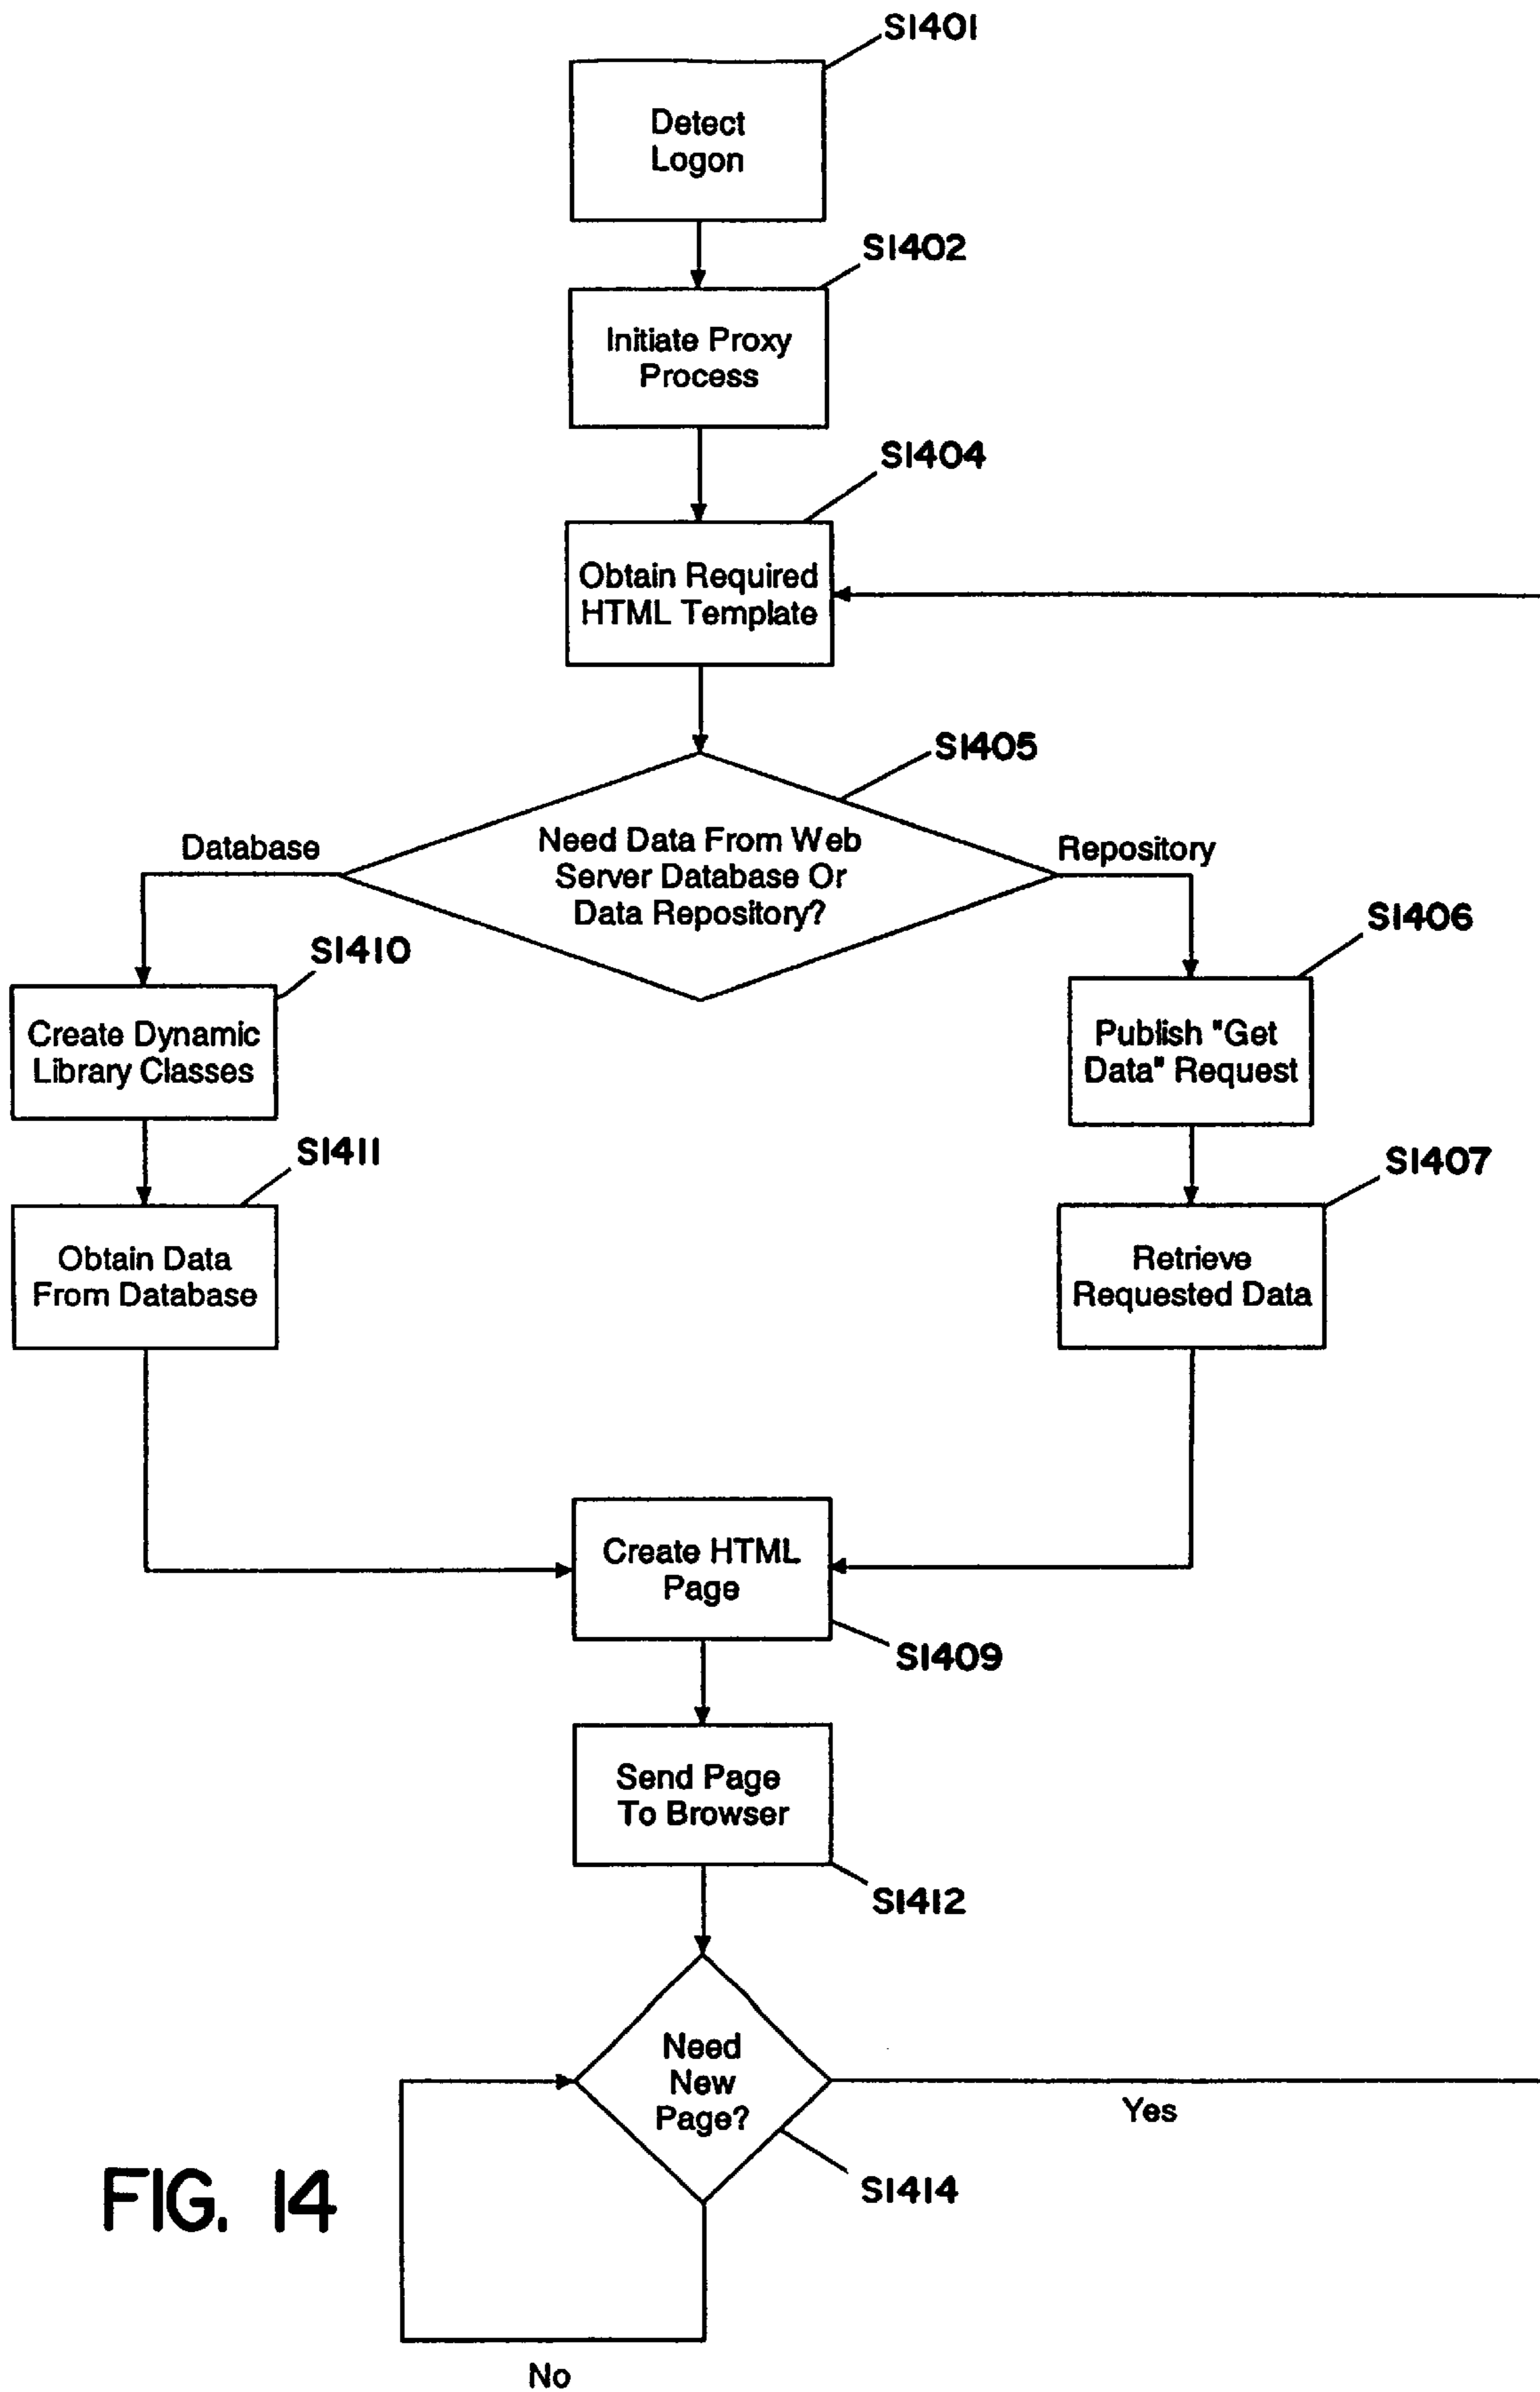 S1401
Detect
Logon
S1402
Initiate Proxy
Process
S1404
Obtain Required
HTML Template
S1405
Need Data From Web
Server Database Or
Data Repository?
Database
Repository
S1410
Create Dynamic
Library Classes
S1406
Publish "Get
Data" Request
S1411
Obtain Data
From Database
S1407
Retrieve
Requested Data
Create HTML
Page
S1409
Send Page
To Browser
S1412
Need
New
Page?
Yes
S1414
No
FIG. 14